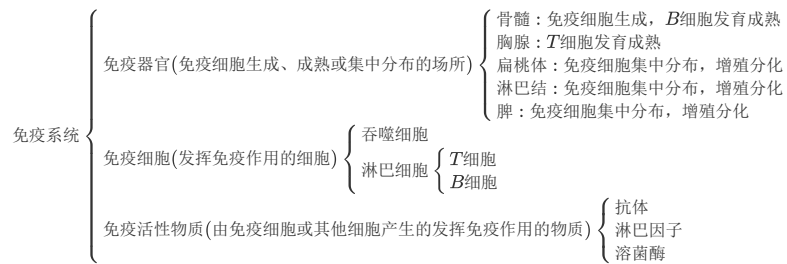 免疫系统
免疫器官(免疫细胞生成、成熟或集中分布的场所)
骨髓：免疫细胞生成，B细胞发育成熟
胸腺：T细胞发育成熟
扁桃体：免疫细胞集中分布，增殖分化
淋巴结：免疫细胞集中分布，增殖分化
脾：免疫细胞集中分布，增殖分化
免疫细胞(发挥免疫作用的细胞)
吞噬细胞
淋巴细胞
T细胞
B细胞
免疫活性物质(由免疫细胞或其他细胞产生的发挥免疫作用的物质)
抗体
淋巴因子
溶菌酶